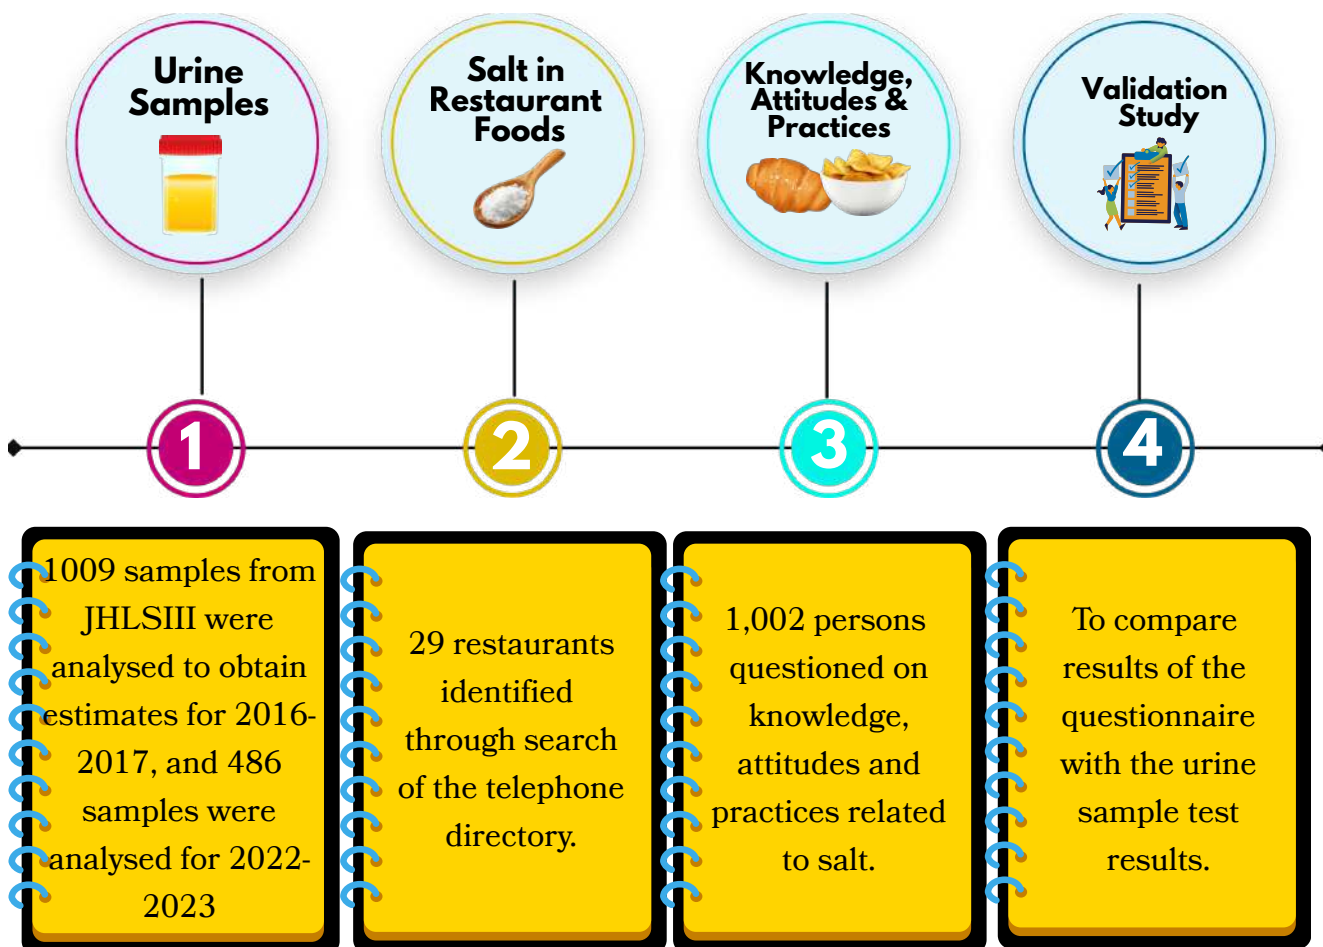 Urine
Samples
Salt in
Restaurant
Foods
Knowledge,
Attitudes &
Practices
Validation
Study
1
2
3
4
1009 samples from
JHLSIII were
analysed to obtain
estimates for 2016-
2017, and 486
samples were
analysed for 2022-
2023
29 restaurants
identified
through search
of the telephone
directory.
1,002 persons
questioned on
knowledge,
attitudes and
practices related
to salt.
To compare
results of the
questionnaire
with the urine
sample test
results.